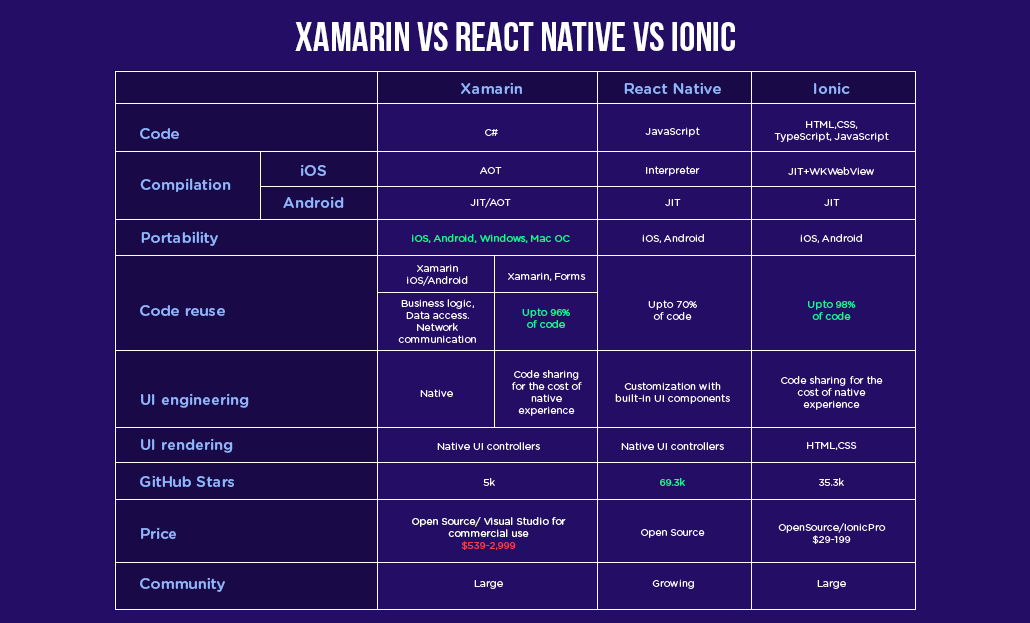 XAMARIN VS REACT NATIVE VS IONIC
Xamarin
React Native
Ionic
Code
C#
JavaScript
HTML,CSS,
TypeScript, JavaScript
Compilation
iOS
AOT
Interpreter
JIT+WKWebView
Android
JIT/AOT
JIT
JIT
Portability
iOS, Android, Windows, Mac OC
iOS, Android
iOS, Android
Code reuse
Xamarin
iOS/Android
Xamarin, Forms
Business logic,
Data access.
Network
communication
Upto 96%
of code
Upto 70%
of code
Upto 98%
of code
UI engineering
Native
Code sharing
for the cost of
native
experience
Customization with
built-in UI components
Code sharing for the
cost of native
experience
UI rendering
Native UI controllers
Native UI controllers
HTML,CSS
GitHub Stars
5k
69.3k
35.3k
Price
Open Source/ Visual Studio for
commercial use
$539-2,999
Open Source
OpenSource/IonicPro
$29-199
Community
Large
Growing
Large